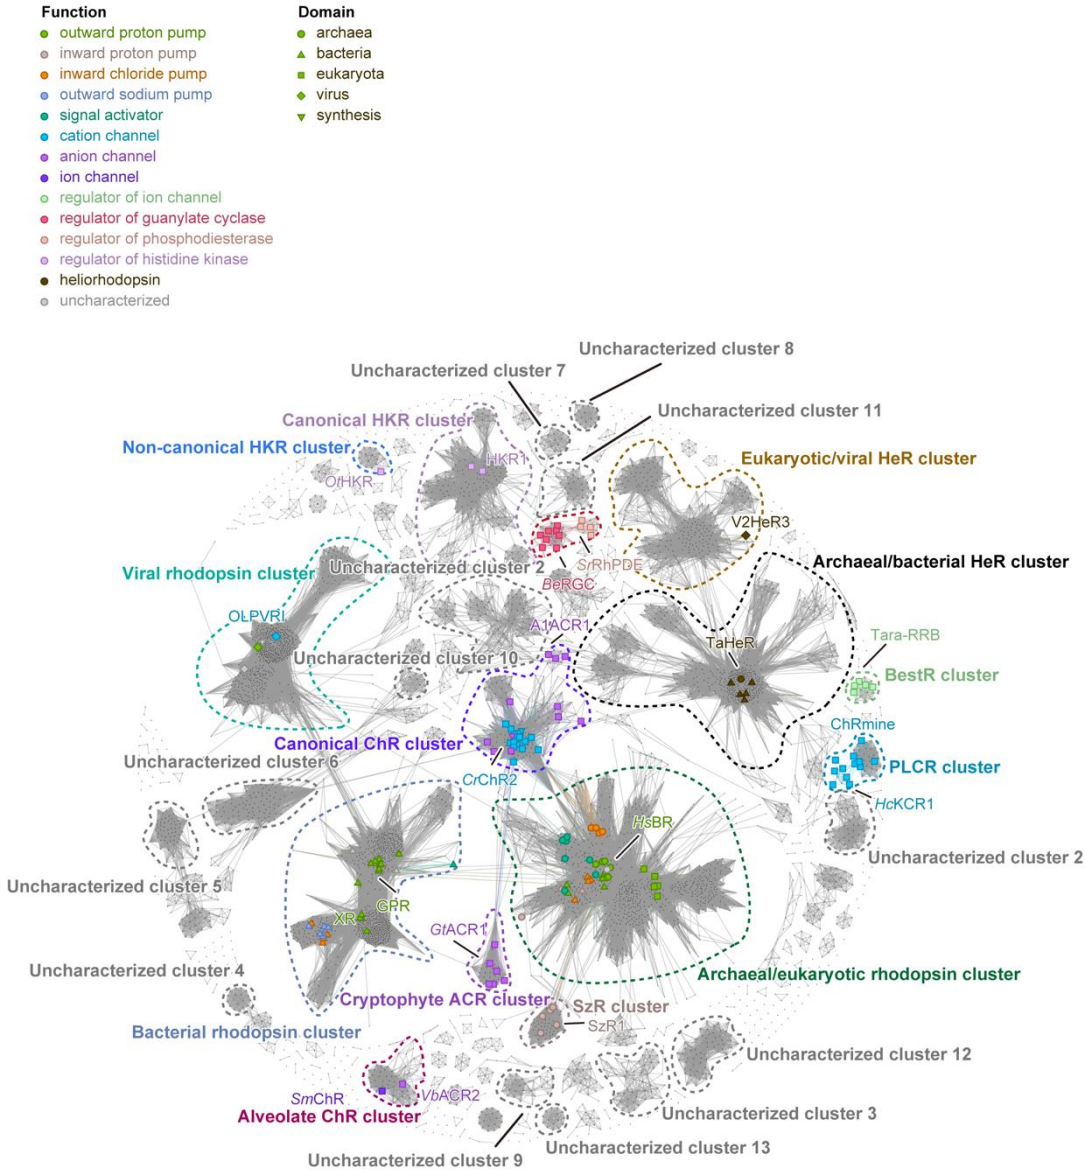 Function
outward proton pump
inward proton pump
inward chloride pump
outward sodium pump
signal activator
cation channel
anion channel
ion channel
regulator of ion channel
regulator of guanylate cyclase
regulator of phosphodiesterase
regulator of histidine kinase
heliorhodopsin
uncharacterized
Domain
archaea
bacteria
eukaryota
virus
synthesis
Uncharacterized cluster 8
Uncharacterized cluster 7
Uncharacterized cluster 11
Canonical HKR cluster
Non-canonical HKR cluster
Eukaryotic/viral HeR cluster
HKR1
OtHKR
V2HeR3
Archaeal/bacterial HeR cluster
Viral rhodopsin cluster
Uncharacterized cluster 2
SrRhPDE
BeRGC
OLPVRI
A1ACR1
Tara-RRB
TaHeR
Uncharacterized cluster 10
BestR cluster
ChRmine
Canonical ChR cluster
Uncharacterized cluster 6
PLCR cluster
CrChR2
HcKCR1
HsBR
Uncharacterized cluster 2
Uncharacterized cluster 5
GPR
XR
GtACR1
Uncharacterized cluster 4
Archaeal/eukaryotic rhodopsin cluster
Cryptophyte ACR cluster
SzR cluster
SzR1
Bacterial rhodopsin cluster
Uncharacterized cluster 12
SmChR
VbACR2
Alveolate ChR cluster
Uncharacterized cluster 3
Uncharacterized cluster 13
Uncharacterized cluster 9